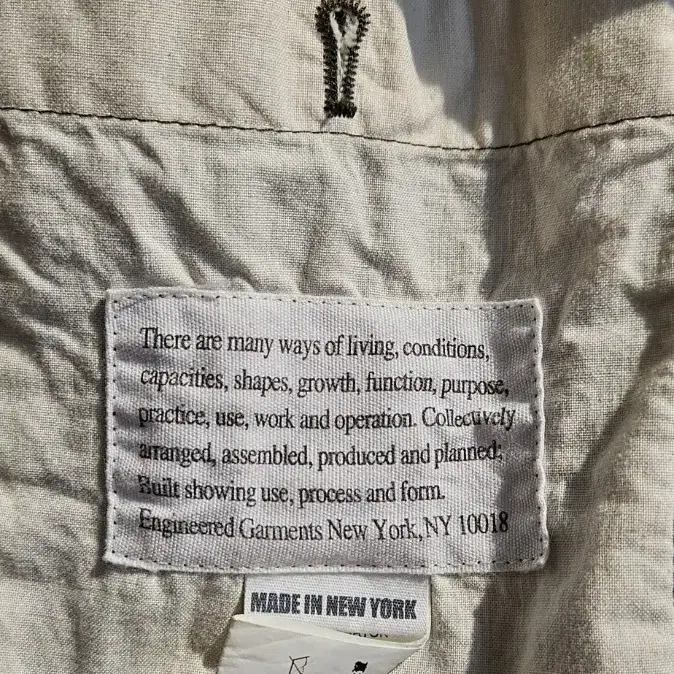 There are many ways of living, conditions,
capacities, shapes, growth, function, purpose,
practice, use, work and operation. Collectively
arranged, assembled, produced and planned;
Built showing use, process and form.
Engineered Garments New York, NY 10018
MADE IN NEW YORK